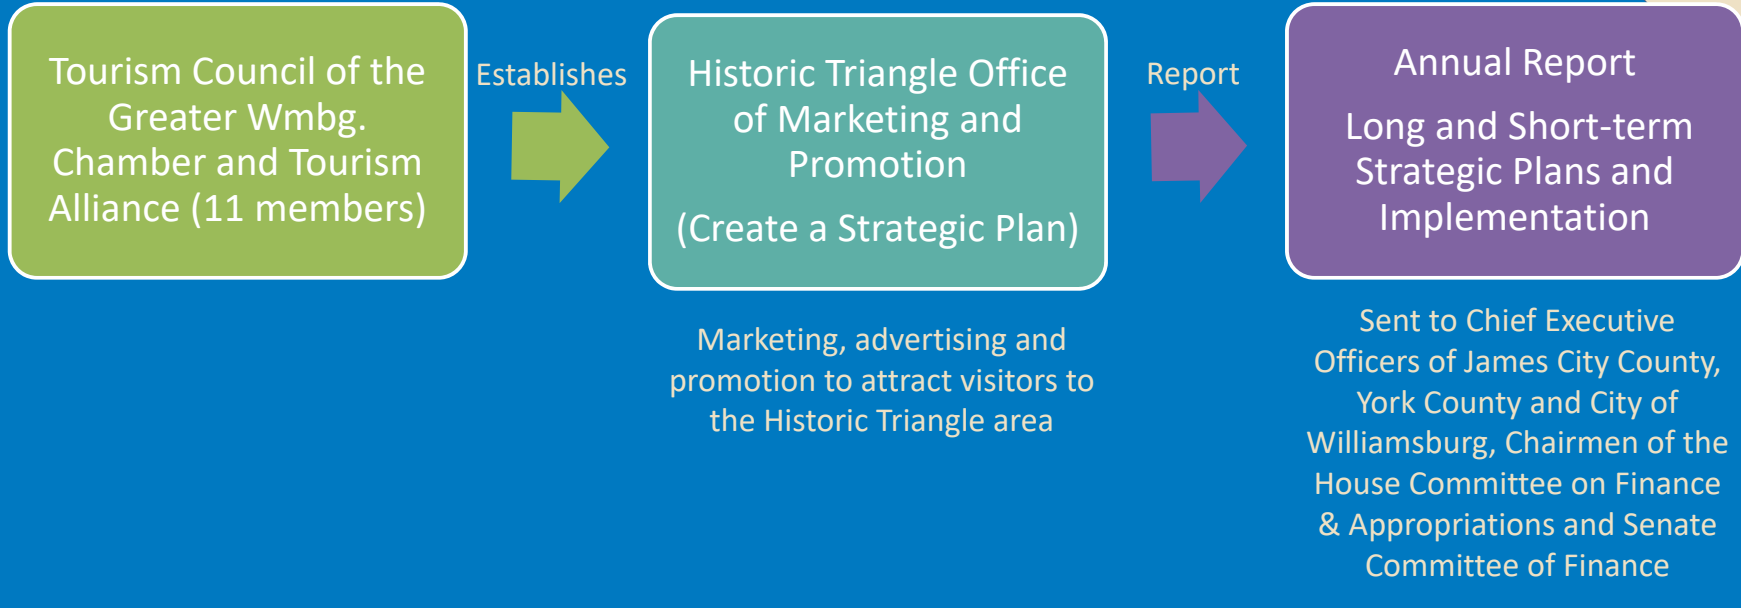 Tourism Council of the
Greater Wmbg.
Chamber and Tourism
Alliance (11 members)
Establishes
Historic Triangle Office
of Marketing and
Promotion
(Create a Strategic Plan)
Marketing, advertising and
promotion to attract visitors to
the Historic Triangle area
Report
Annual Report
Long and Short-term
Strategic Plans and
Implementation
Sent to Chief Executive
Officers of James City County,
York County and City of
Williamsburg, Chairmen of the
House Committee on Finance
& Appropriations and Senate
Committee of Finance